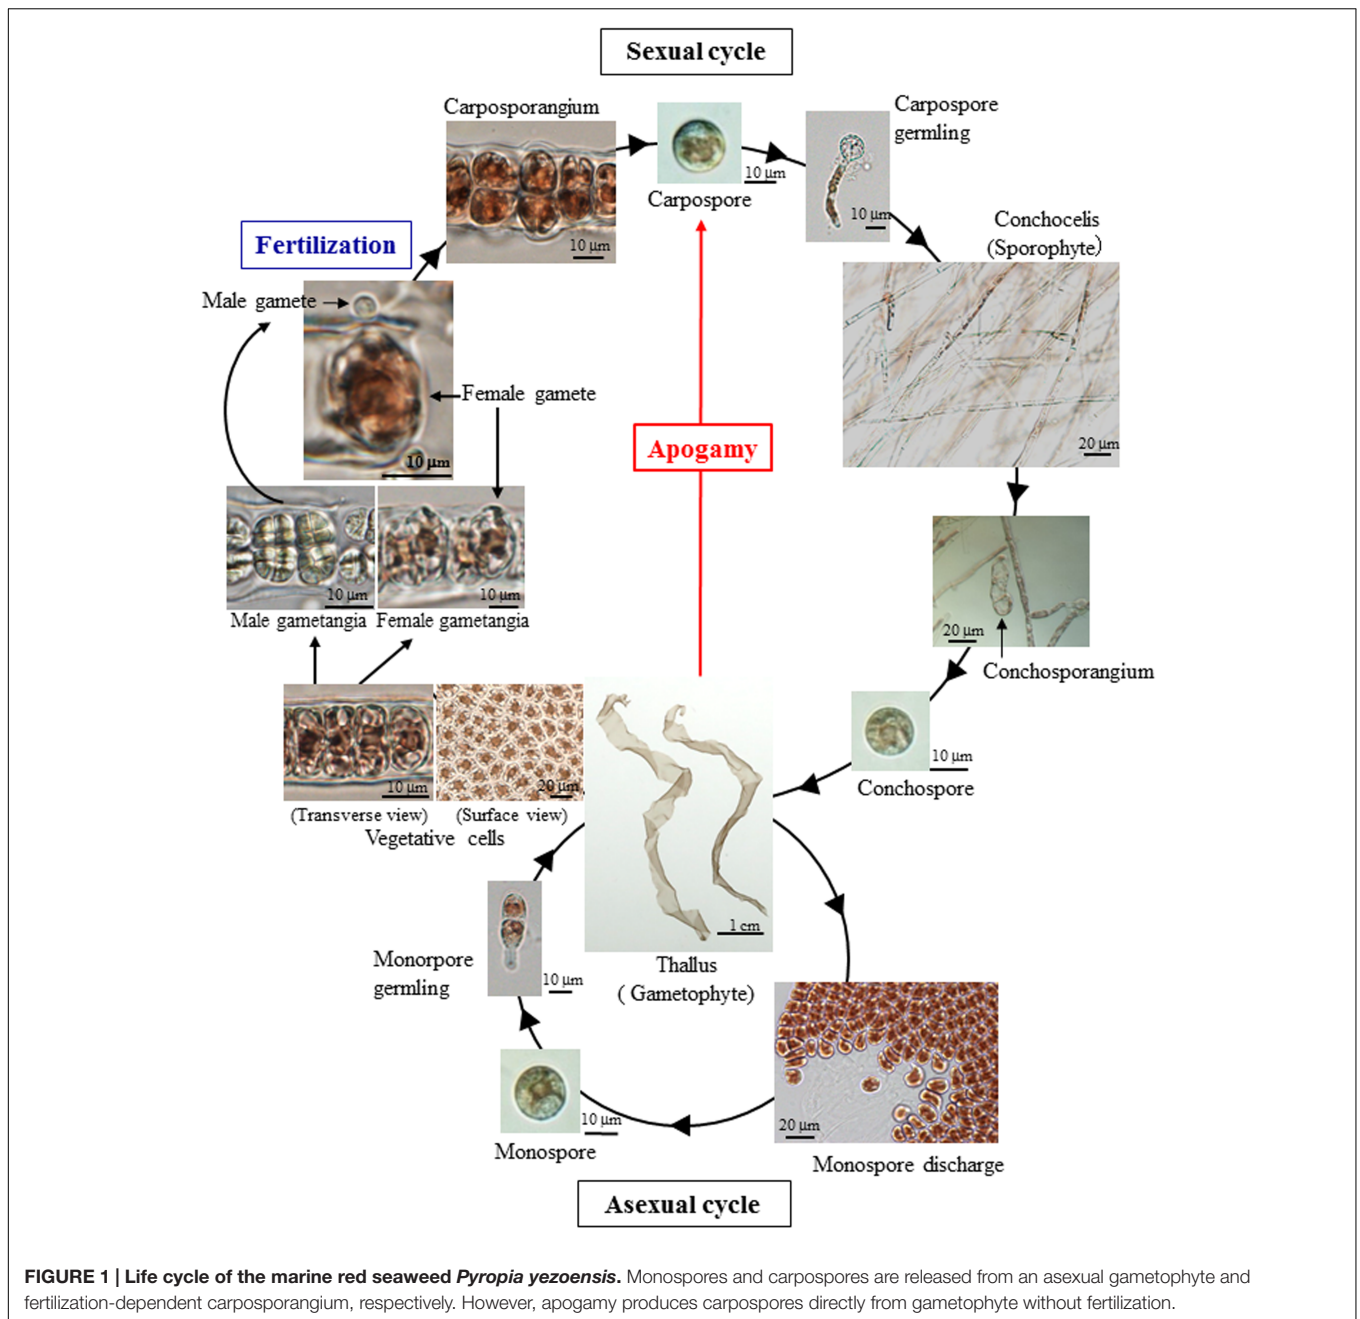 Sexual cycle
Carposporangium
10 μm
Carpospore
10 μm
Carpospore
germling
10 μm
Conchocelis
(Sporophyte)
20 μm
Fertilization
Male gamete
Female gamete
10 μm
Apogamy
10 μm
10 μm
Male gametangia
Female gametangia
20 μm
Conchosporangium
10 μm
20 μm
(Transverse view)
(Surface view)
Vegetative cells
10 μm
Conchospore
1 cm
Thallus
( Gametophyte)
Monorpore
germling
10 μm
10 μm
Monospore
20 μm
Monospore discharge
Asexual cycle
FIGURE 1 | Life cycle of the marine red seaweed Pyropia yezoensis. Monospores and carpospores are released from an asexual gametophyte and
fertilization-dependent carposporangium, respectively. However, apogamy produces carpospores directly from gametophyte without fertilization.